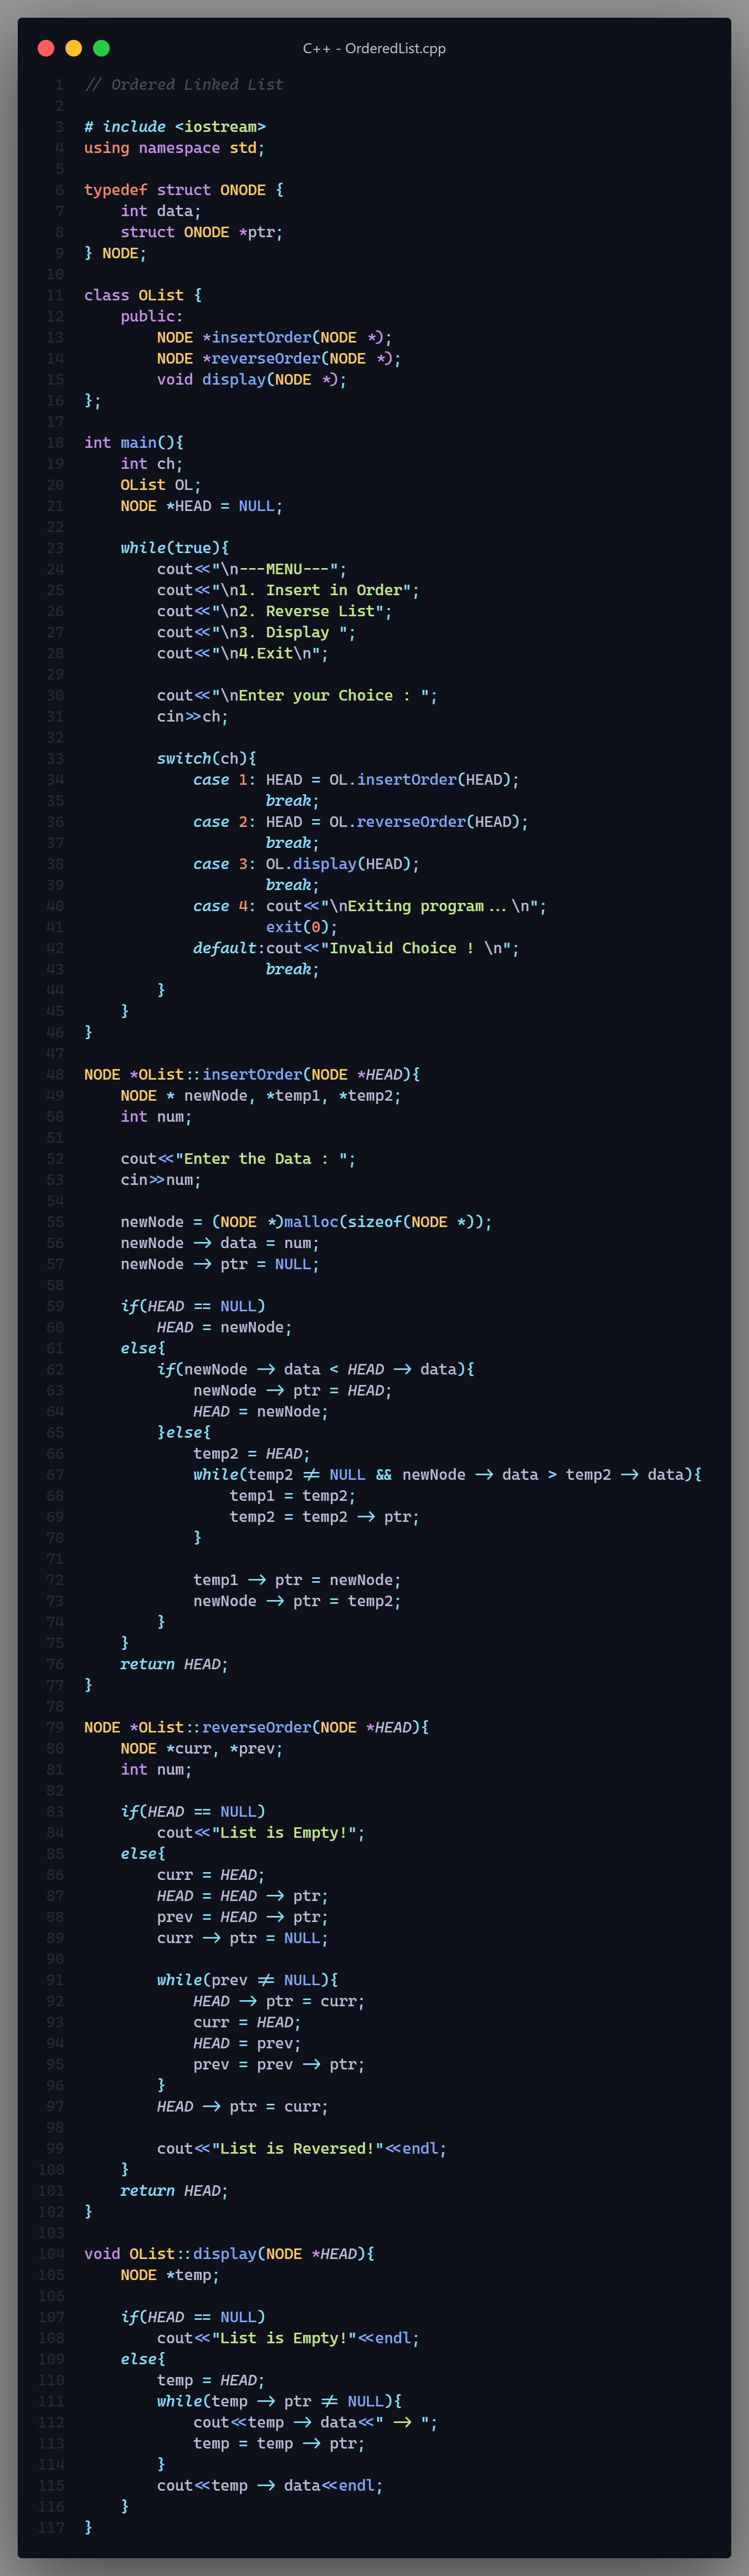 C++ - OrderedList.cpp
1 // Ordered Linked List
2
3 # include <iostream>
4 using namespace std;
5
6 typedef struct ONODE {
7     int data;
8     struct ONODE *ptr;
9 } NODE;
10
11 class OList {
12     public:
13         NODE *insertOrder(NODE *);
14         NODE *reverseOrder(NODE *);
15         void display(NODE *);
16 };
17
18 int main(){
19     int ch;
20     OList OL;
21     NODE *HEAD = NULL;
22
23     while(true){
24         cout<<"\n---MENU---";
25         cout<<"\n1. Insert in Order";
26         cout<<"\n2. Reverse List";
27         cout<<"\n3. Display ";
28         cout<<"\n4.Exit\n";
29
30         cout<<"\nEnter your Choice : ";
31         cin>>ch;
32
33         switch(ch){
34             case 1: HEAD = OL.insertOrder(HEAD);
35                     break;
36             case 2: HEAD = OL.reverseOrder(HEAD);
37                     break;
38             case 3: OL.display(HEAD);
39                     break;
40             case 4: cout<<"\nExiting program...\n";
41                     exit(0);
42             default:cout<<"Invalid Choice ! \n";
43                     break;
44         }
45     }
46 }
47
48 NODE *OList::insertOrder(NODE *HEAD){
49     NODE * newNode, *temp1, *temp2;
50     int num;
51
52     cout<<"Enter the Data : ";
53     cin>>num;
54
55     newNode = (NODE *)malloc(sizeof(NODE *));
56     newNode -> data = num;
57     newNode -> ptr = NULL;
58
59     if(HEAD == NULL)
60         HEAD = newNode;
61     else{
62         if(newNode -> data < HEAD -> data){
63             newNode -> ptr = HEAD;
64             HEAD = newNode;
65         }else{
66             temp2 = HEAD;
67             while(temp2 != NULL && newNode -> data > temp2 -> data){
68                 temp1 = temp2;
69                 temp2 = temp2 -> ptr;
70             }
71
72             temp1 -> ptr = newNode;
73             newNode -> ptr = temp2;
74         }
75     }
76     return HEAD;
77 }
78
79 NODE *OList::reverseOrder(NODE *HEAD){
80     NODE *curr, *prev;
81     int num;
82
83     if(HEAD == NULL)
84         cout<<"List is Empty!";
85     else{
86         curr = HEAD;
87         HEAD = HEAD -> ptr;
88         prev = HEAD -> ptr;
89         curr -> ptr = NULL;
90
91         while(prev != NULL){
92             HEAD -> ptr = curr;
93             curr = HEAD;
94             HEAD = prev;
95             prev = prev -> ptr;
96         }
97         HEAD -> ptr = curr;
98
99         cout<<"List is Reversed!"<<endl;
100     }
101     return HEAD;
102 }
103
104 void OList::display(NODE *HEAD){
105     NODE *temp;
106
107     if(HEAD == NULL)
108         cout<<"List is Empty!"<<endl;
109     else{
110         temp = HEAD;
111         while(temp -> ptr != NULL){
112             cout<<temp -> data<<" -> ";
113             temp = temp -> ptr;
114         }
115         cout<<temp -> data<<endl;
116     }
117 }